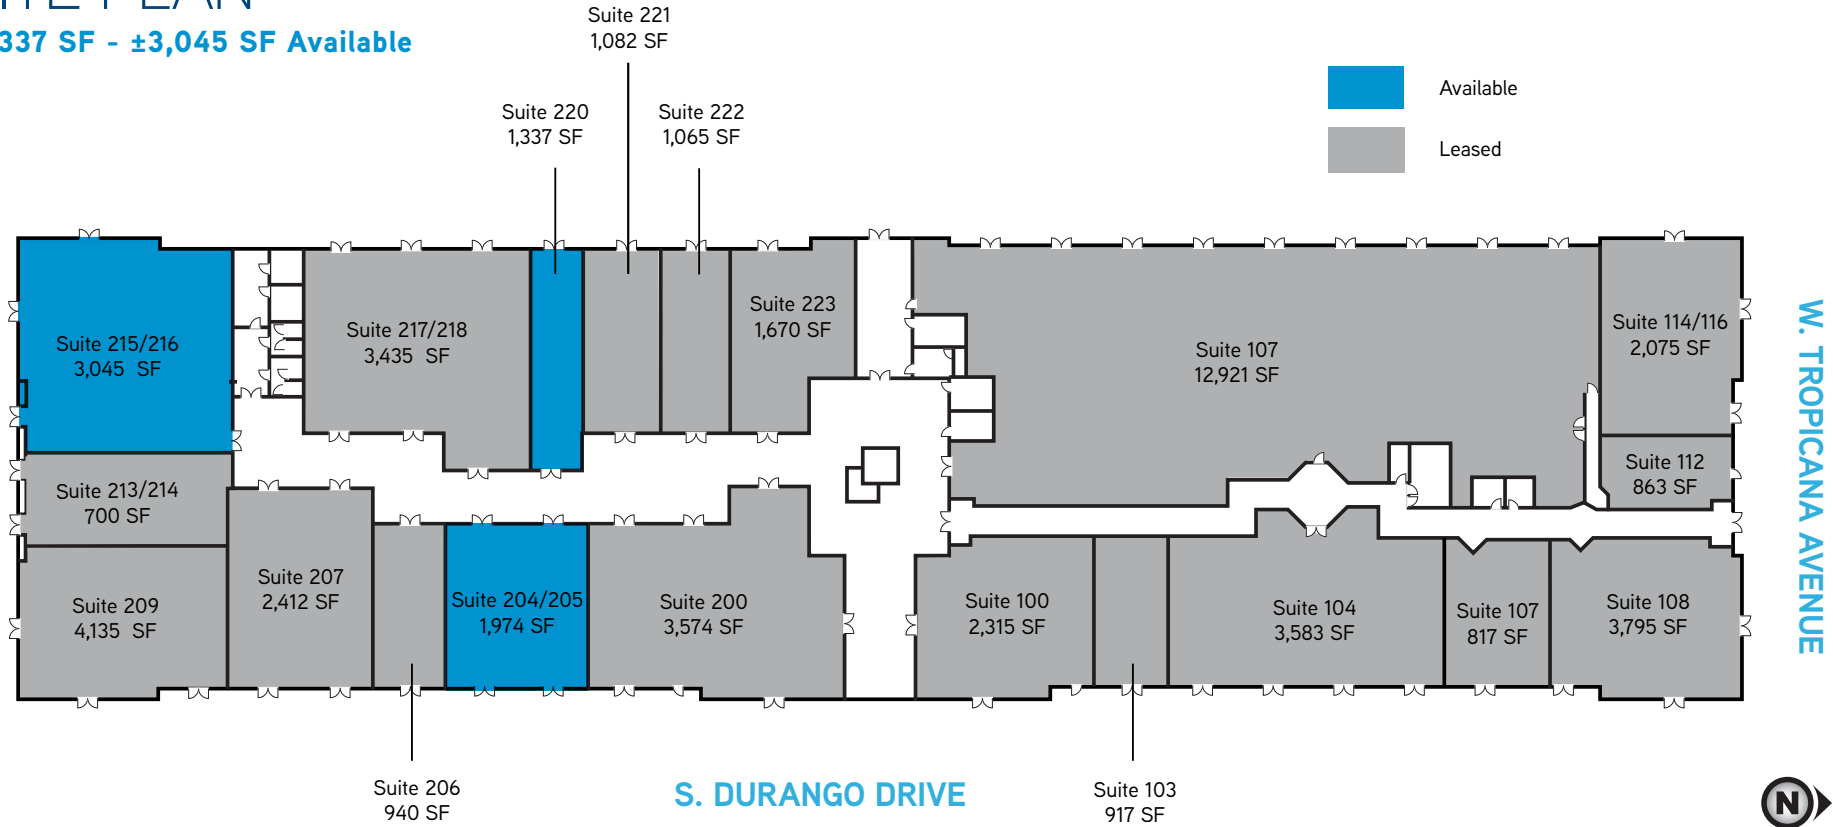 PLAN
337 SF - ±3,045 SF Available
Suite 221
1,082 SF
Suite 220
1,337 SF
Suite 222
1,065 SF
Available
Leased
Suite 215/216
3,045 SF
Suite 217/218
3,435 SF
Suite 223
1,670 SF
Suite 107
12,921 SF
Suite 114/116
2,075 SF
Suite 112
863 SF
W. TROPICANA AVENUE
Suite 213/214
700 SF
Suite 209
4,135 SF
Suite 207
2,412 SF
Suite 204/205
1,974 SF
Suite 200
3,574 SF
Suite 100
2,315 SF
Suite 104
3,583 SF
Suite 107
817 SF
Suite 108
3,795 SF
Suite 206
940 SF
S. DURANGO DRIVE
Suite 103
917 SF
N